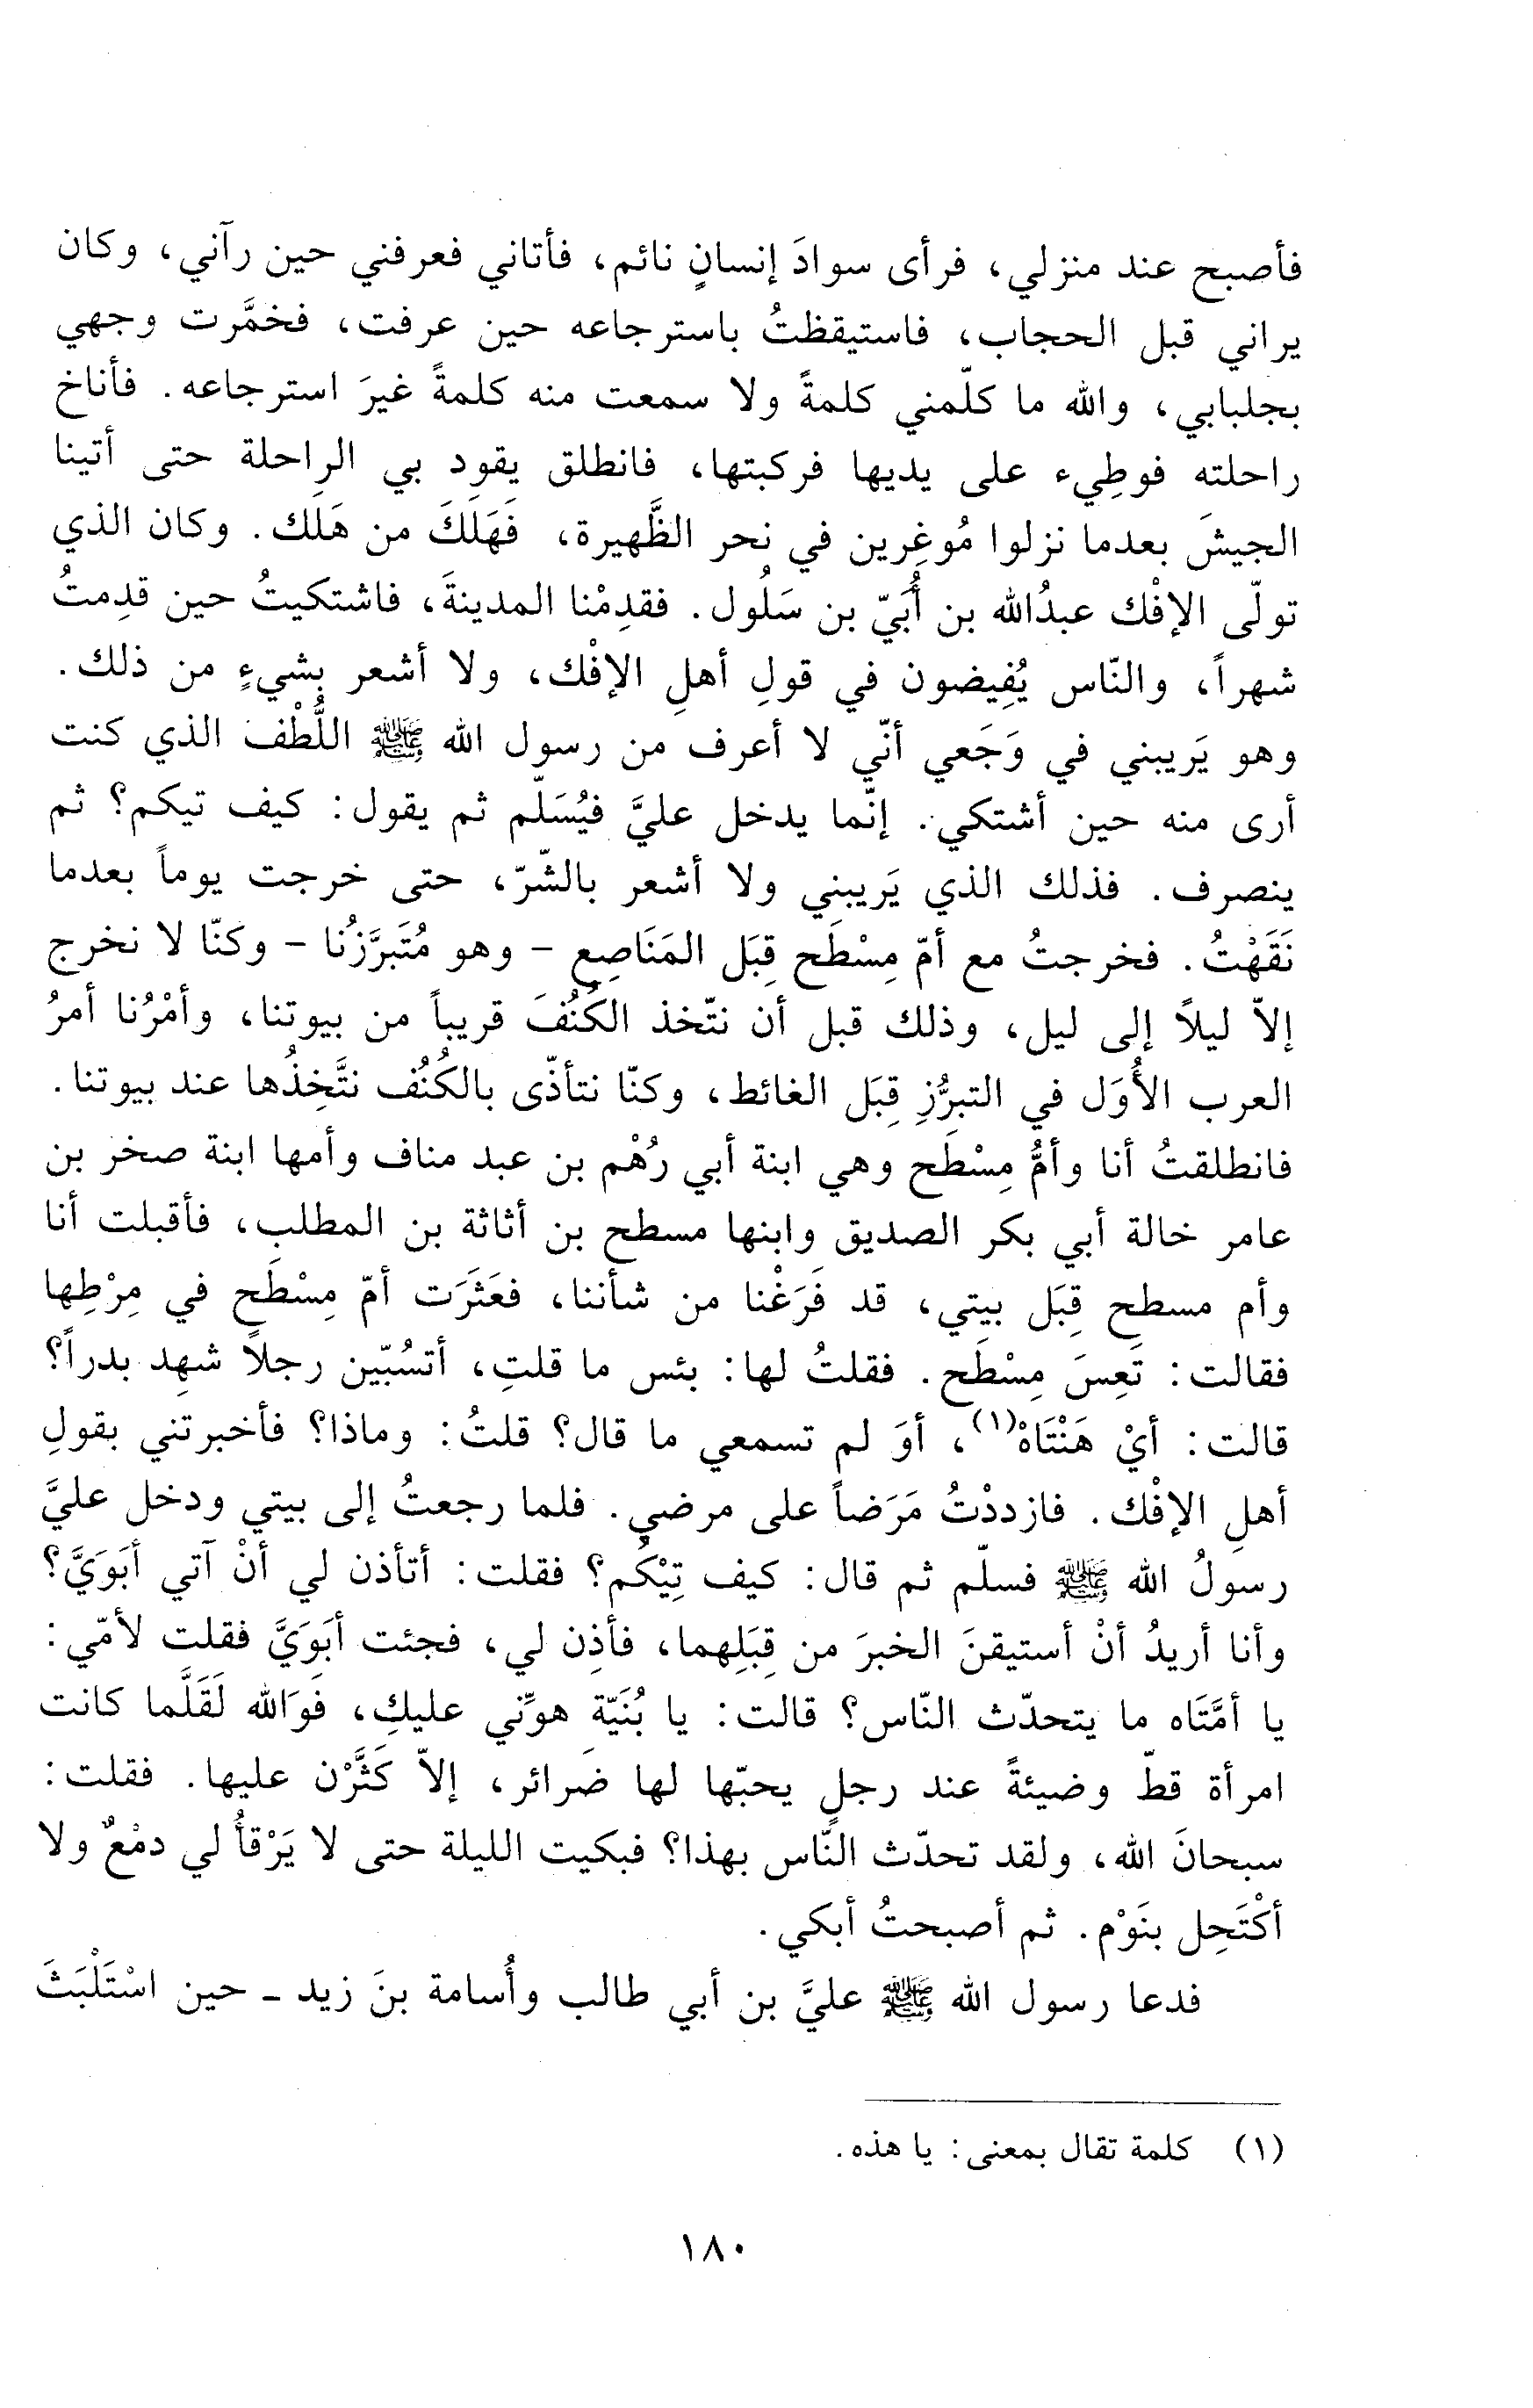 فأصبح عند منزلي، فرأى سوادَ إنسانٍ نائم، فأتاني فعرفني حين رآني، وكان
يراني قبل الحجاب، فاستيقظتُ باسترجاعه حين عرفت، فخمَّرت وجهي
بجلبابي، والله ما كلّمني كلمةً ولا سمعت منه كلمةً غيرَ استرجاعه. فأناخ
راحلته فوطِيء على يديها فركبتها، فانطلق يقود بي الراحلة حتى أتينا
الجيشَ بعدما نزلوا مُوغِرين في نحر الظَّهيرة، فَهَلَكَ من هَلَك. وكان الذي
تولّى الإفْك عبدُالله بن أُبَيّ بن سَلُول. فقدِمْنا المدينةَ، فاشتكيتُ حين قدِمتُ
شهراً، والنّاس يُفِيضون في قولِ أهلِ الإفْك، ولا أشعر بشيءٍ من ذلك.
وهو يَريبني في وَجَعي أنّي لا أعرف من رسول الله ﷺ اللُّطْف الذي كنت
أرى منه حين أشتكي. إنّما يدخل عليَّ فيُسَلّم ثم يقول: كيف تيكم؟ ثم
ينصرف. فذلك الذي يَريبني ولا أشعر بالشّرّ، حتى خرجت يوماً بعدما
نَقَهْتُ. فخرجتُ مع أمّ مِسْطَح قِبَل المَنَاصِع - وهو مُتَبرَّزُنا - وكنّا لا نخرج
إلاّ ليلاً إلى ليل، وذلك قبل أن نتّخذ الكُنُفَ قريباً من بيوتنا، وأمْرُنا أمرُ
العرب الأُوَل في التبرُّزِ قِبَل الغائط، وكنّا نتأذّى بالكُنُف نتَّخِذُها عند بيوتنا.
فانطلقتُ أنا وأمُّ مِسْطَح وهي ابنة أبي رُهْم بن عبد مناف وأمها ابنة صخر بن
عامر خالة أبي بكر الصديق وابنها مسطح بن أثاثة بن المطلب، فأقبلت أنا
وأم مسطح قِبَل بيتي، قد فَرَغْنا من شأننا، فعَثَرَت أمّ مِسْطَح في مِرْطِها
فقالت: تَعِسَ مِسْطَح. فقلتُ لها: بئس ما قلتِ، أتسُبّين رجلاً شهِد بدراً؟
قالت: أيْ هَنْتَاهْ(١)، أوَ لم تسمعي ما قال؟ قلتُ: وماذا؟ فأخبرتني بقولِ
أهلِ الإفْك. فازددْتُ مَرَضاً على مرضي. فلما رجعتُ إلى بيتي ودخل عليَّ
رسولُ الله ﷺ فسلّم ثم قال: كيف تِيْكُم؟ فقلت: أتأذن لي أنْ آتي أبَوَيَّ؟
وأنا أريدُ أنْ أستيقنَ الخبرَ من قِبَلِهما، فأذِن لي، فجئت أبَوَيَّ فقلت لأمّي:
يا أمَّتَاه ما يتحدّث النّاس؟ قالت: يا بُنَيّة هوّني عليكِ، فَوَالله لَقَلَّما كانت
امرأة قطّ وضيئةً عند رجلٍ يحبّها لها ضَرائر، إلاّ كَثَّرْن عليها. فقلت:
سبحانَ الله، ولقد تحدّث النّاس بهذا؟ فبكيت الليلة حتى لا يَرْقأُ لي دمْعٌ ولا
أكْتَحِل بنَوْم. ثم أصبحتُ أبكي.
فدعا رسول الله ﷺ عليَّ بن أبي طالب وأُسامة بنَ زيد - حين اسْتَلْبَثَ
(١) كلمة تقال بمعنى: يا هذه.
١٨٠